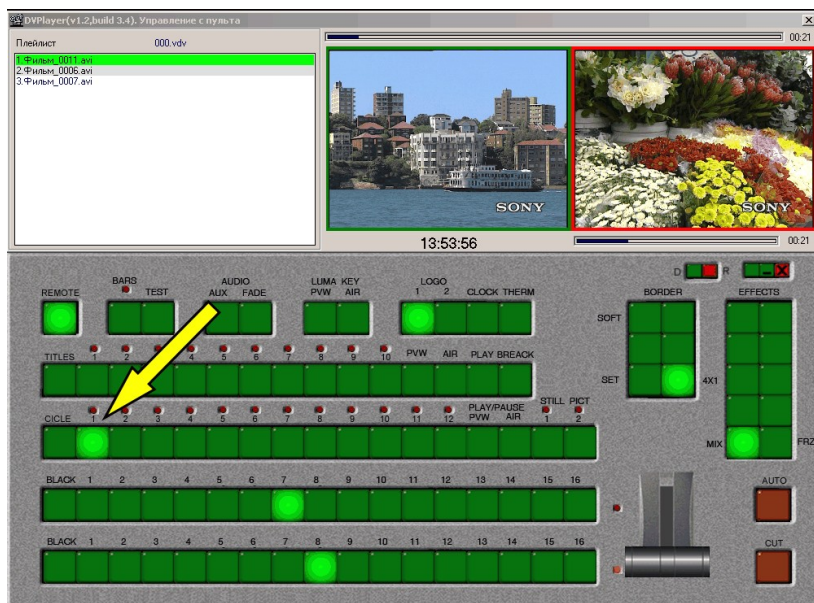 DVPlayer(v1.2,build 3.4). Управление с пульта
Плейлист 000.vdv
00:21
1.Фильм_0011.avi
2.Фильм_0006.avi
3.Фильм_0007.avi
SONY SONY
13:53:56 00:21
D R
REMOTE BARS TEST AUDIO AUX FADE LUMA KEY PVW AIR LOGO 1 2 CLOCK THERM BORDER EFFECTS
SOFT
TITLES 1 2 3 4 5 6 7 8 9 10 PVW AIR PLAY BREACK
SET 4X1
CICLE 1 2 3 4 5 6 7 8 9 10 11 12 PLAY/PAUSE PVW AIR STILL PICT 1 2
MIX FRZ
BLACK 1 2 3 4 5 6 7 8 9 10 11 12 13 14 15 16 AUTO
BLACK 1 2 3 4 5 6 7 8 9 10 11 12 13 14 15 16 CUT